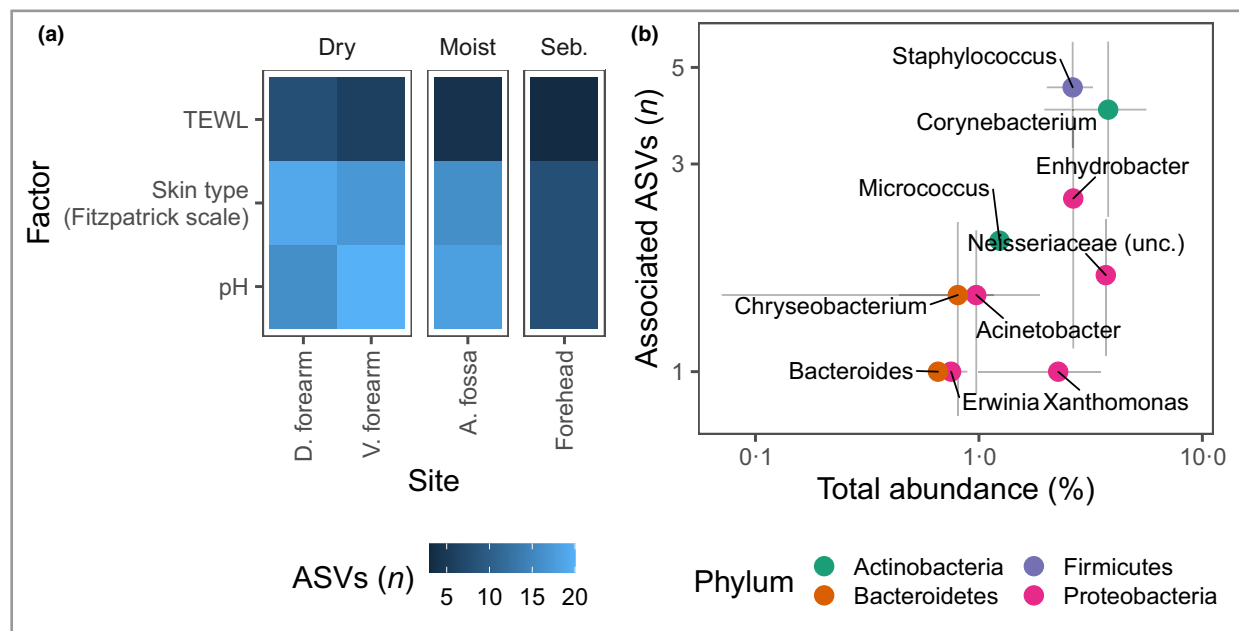 (a)
Dry
Moist
Seb.
Factor
TEWL
Skin type
(Fitzpatrick scale)
pH
D. forearm
V. forearm
A. fossa
Forehead
Site
ASVs (n)
5 10 15 20
(b)
Associated ASVs (n)
5
3
1
Staphylococcus
Corynebacterium
Enhydrobacter
Micrococcus
Neisseriaceae (unc.)
Chryseobacterium
Acinetobacter
Bacteroides
Erwinia
Xanthomonas
0·1 1·0 10·0
Total abundance (%)
Phylum
Actinobacteria
Bacteroidetes
Firmicutes
Proteobacteria